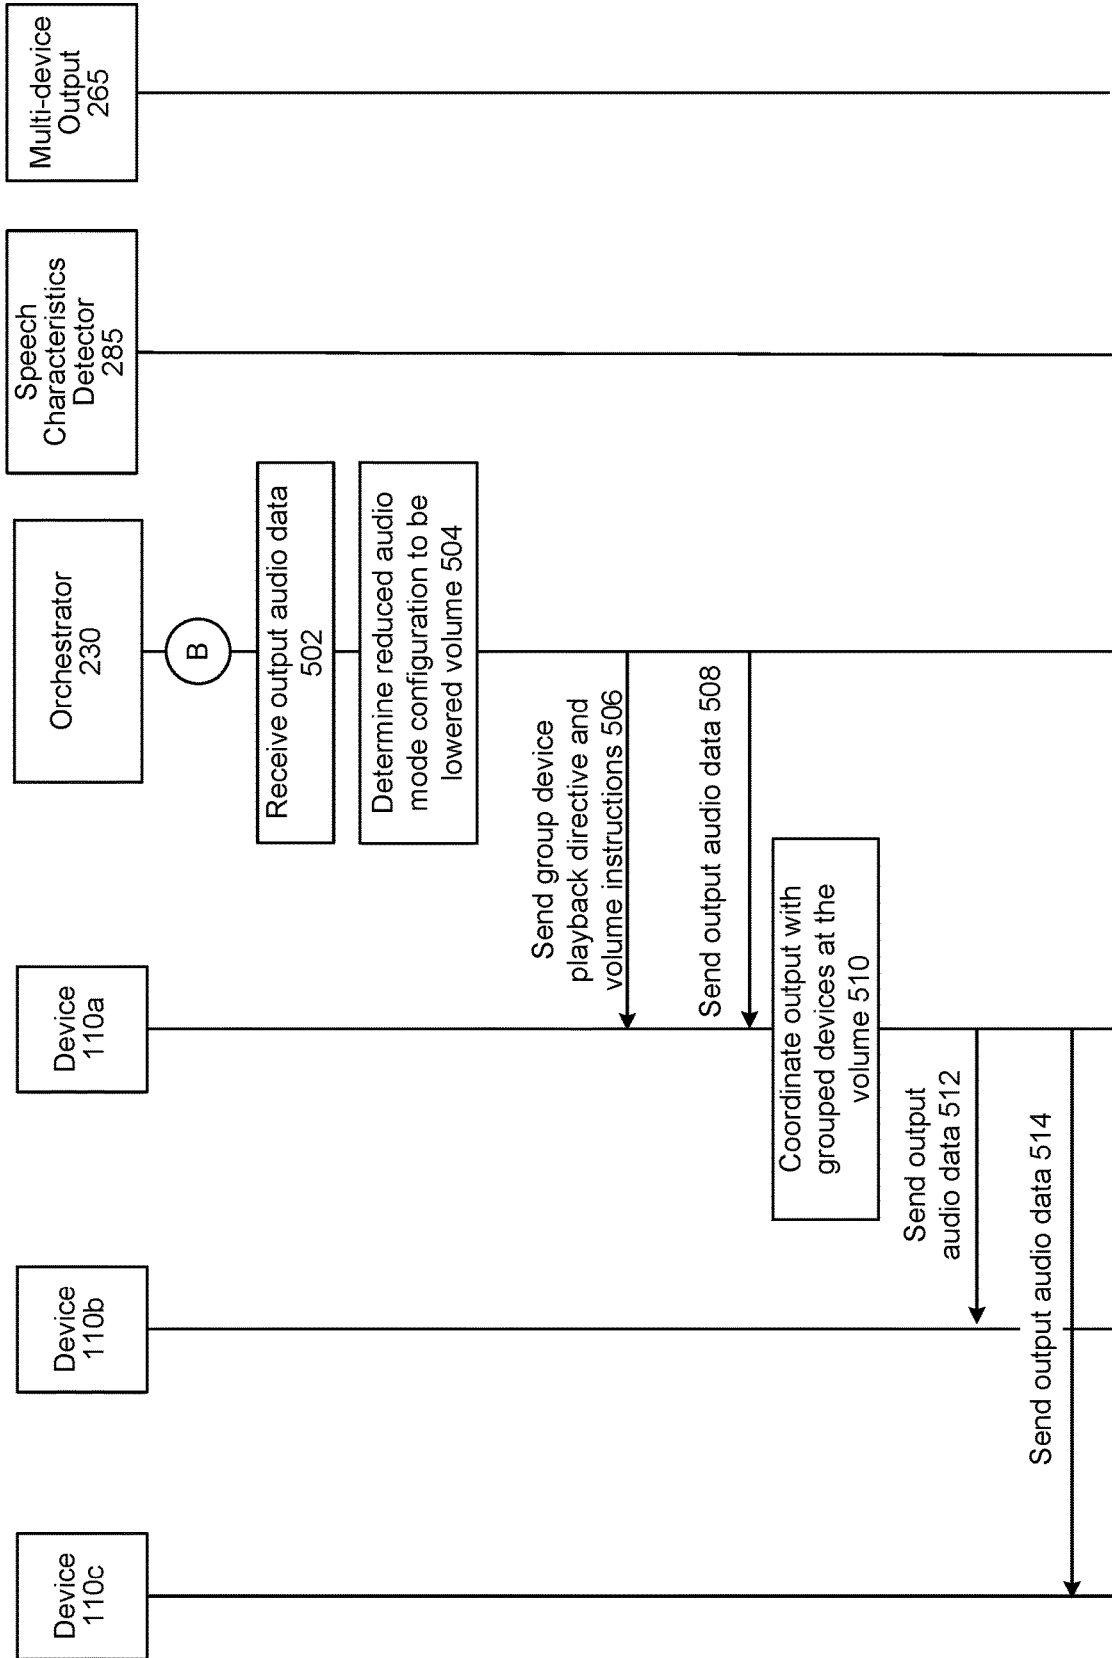 Device
110c
Device
110b
Device
110a
Orchestrator
230
Speech
Characteristics
Detector
285
Multi-device
Output
265
B
Receive output audio data
502
Determine reduced audio
mode configuration to be
lowered volume 504
Send group device
playback directive and
volume instructions 506
Send output audio data 508
Coordinate output with
grouped devices at the
volume 510
Send output
audio data 512
Send output audio data 514